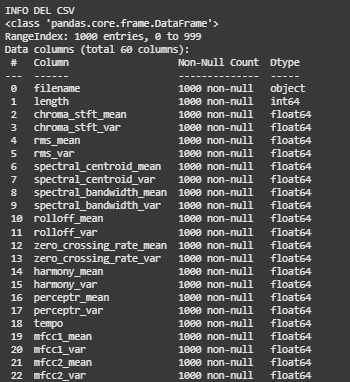 INFO DEL CSV
<class 'pandas.core.frame.DataFrame'>
RangeIndex: 1000 entries, 0 to 999
Data columns (total 60 columns):
 #   Column                   Non-Null Count  Dtype
---  ------                   --------------  -----
 0   filename                 1000 non-null   object
 1   length                   1000 non-null   int64
 2   chroma_stft_mean         1000 non-null   float64
 3   chroma_stft_var          1000 non-null   float64
 4   rms_mean                 1000 non-null   float64
 5   rms_var                  1000 non-null   float64
 6   spectral_centroid_mean   1000 non-null   float64
 7   spectral_centroid_var    1000 non-null   float64
 8   spectral_bandwidth_mean  1000 non-null   float64
 9   spectral_bandwidth_var   1000 non-null   float64
 10  rolloff_mean             1000 non-null   float64
 11  rolloff_var              1000 non-null   float64
 12  zero_crossing_rate_mean  1000 non-null   float64
 13  zero_crossing_rate_var   1000 non-null   float64
 14  harmony_mean             1000 non-null   float64
 15  harmony_var              1000 non-null   float64
 16  perceptr_mean            1000 non-null   float64
 17  perceptr_var             1000 non-null   float64
 18  tempo                    1000 non-null   float64
 19  mfcc1_mean               1000 non-null   float64
 20  mfcc1_var                1000 non-null   float64
 21  mfcc2_mean               1000 non-null   float64
 22  mfcc2_var                1000 non-null   float64